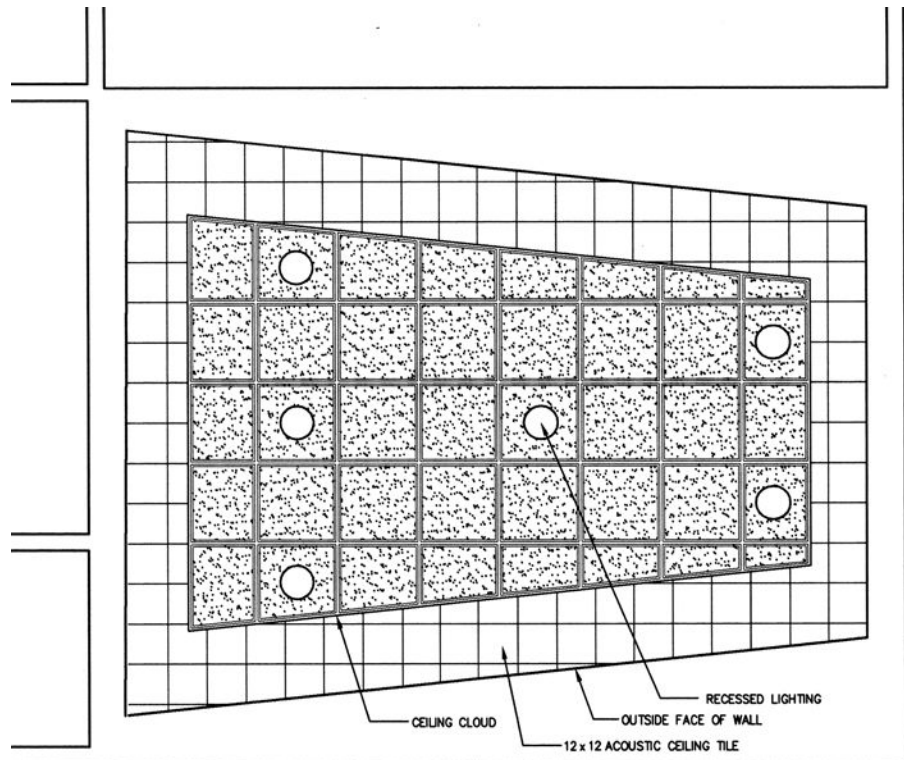 RECESSED LIGHTING
OUTSIDE FACE OF WALL
CEILING CLOUD
12 x 12 ACOUSTIC CEILING TILE